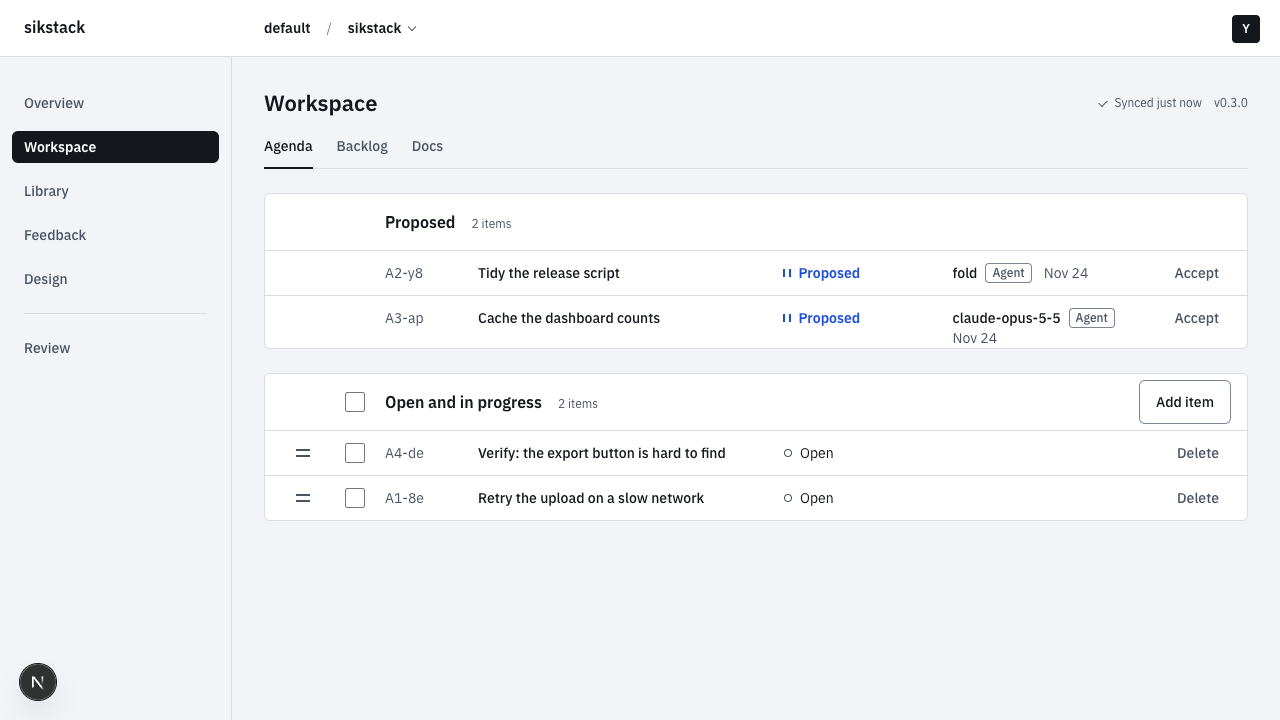 sikstack
default / sikstack
Y
Overview
Workspace
Library
Feedback
Design
Review
Workspace
Synced just now v0.3.0
Agenda Backlog Docs
Proposed 2 items
A2-y8 Tidy the release script Proposed fold Agent Nov 24 Accept
A3-ap Cache the dashboard counts Proposed claude-opus-5-5 Agent Accept
Nov 24
Open and in progress 2 items Add item
A4-de Verify: the export button is hard to find Open Delete
A1-8e Retry the upload on a slow network Open Delete
N